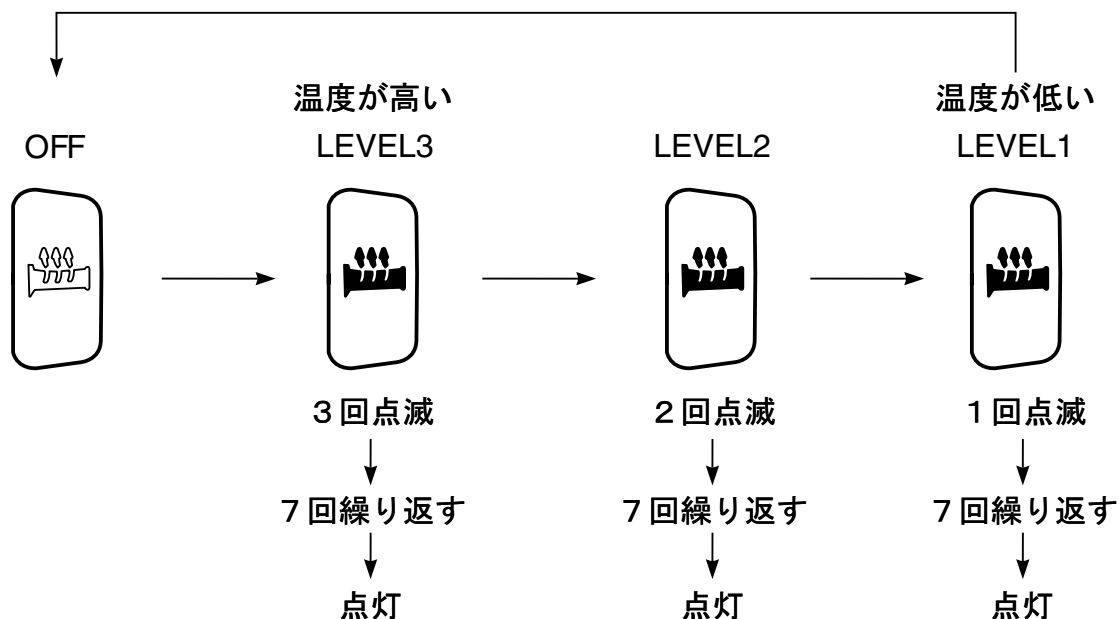 温度が高い
温度が低い
OFF
LEVEL3
LEVEL2
LEVEL1
3回点滅
2回点滅
1回点滅
7回繰り返す
7回繰り返す
7回繰り返す
点灯
点灯
点灯